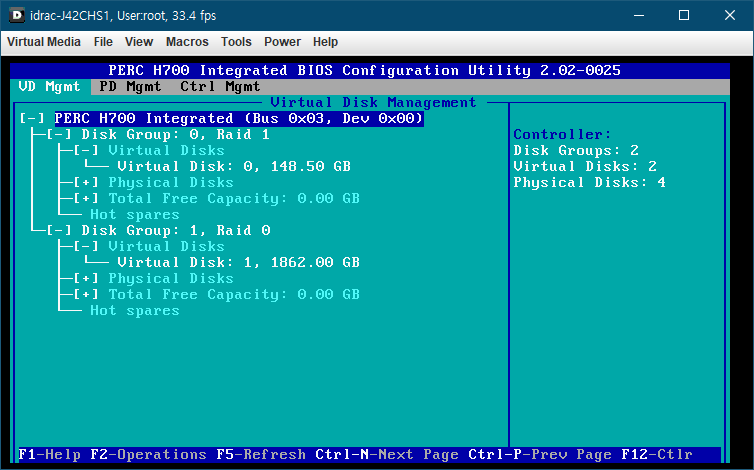 idrac-J42CHS1, User:root, 33.4 fps
Virtual Media File View Macros Tools Power Help
PERC H700 Integrated BIOS Configuration Utility 2.02-0025
VD Mgmt PD Mgmt Ctrl Mgmt
Virtual Disk Management
[-] PERC H700 Integrated (Bus 0x03, Dev 0x00)
[-] Disk Group: 0, Raid 1
[-] Virtual Disks
Virtual Disk: 0, 148.50 GB
[+] Physical Disks
[+] Total Free Capacity: 0.00 GB
Hot spares
[-] Disk Group: 1, Raid 0
[-] Virtual Disks
Virtual Disk: 1, 1862.00 GB
[+] Physical Disks
[+] Total Free Capacity: 0.00 GB
Hot spares
Controller:
Disk Groups: 2
Virtual Disks: 2
Physical Disks: 4
F1-Help F2-Operations F5-Refresh Ctrl-N-Next Page Ctrl-P-Prev Page F12-Ctlr